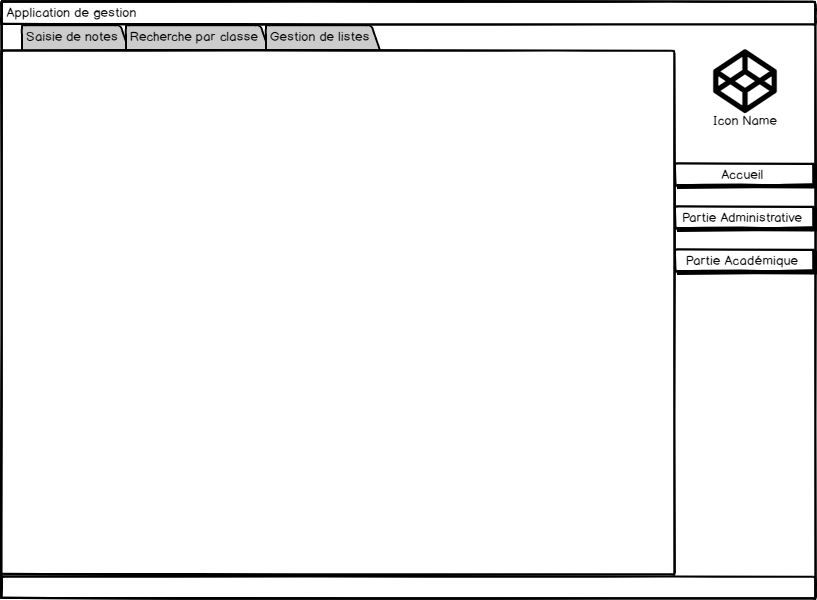 Application de gestion
Saisie de notes
Recherche par classe
Gestion de listes
Icon Name
Accueil
Partie Administrative
Partie Académique